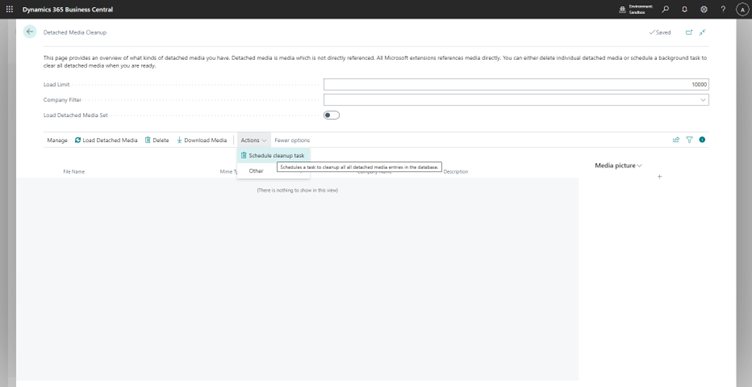 Dynamics 365 Business Central
Environment:
Sandbox
A
Detached Media Cleanup
Saved
This page provides an overview of what kinds of detached media you have. Detached media is media which is not directly referenced. All Microsoft extensions references media directly. You can either delete individual detached media or schedule a background task to
clear all detached media when you are ready.
Load Limit
10000
Company Filter
Load Detached Media Set
Manage Load Detached Media Delete Download Media Actions Fewer options
Schedule cleanup task
Schedules a task to cleanup all all detached media entries in the database.
Other
Media picture
File Name Mime Company Name Description
(There is nothing to show in this view)